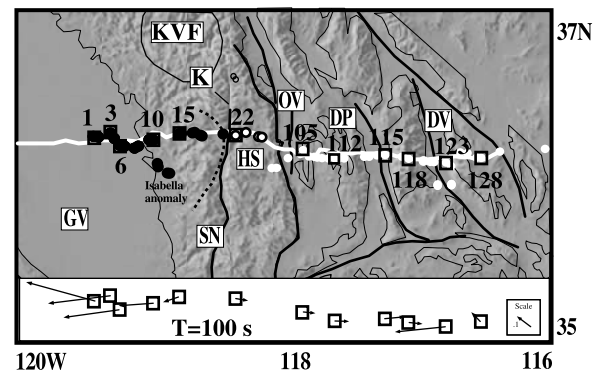 KVF
37N
K
1 3 10 15 22 OV
6 105 112 DP 115 DV 123
HS 118 128
Isabella
anomaly
GV
SN
Scale
.1
T=100 s
35
120W 118 116